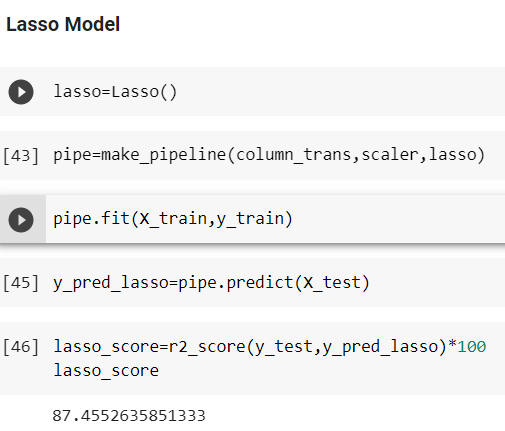 Lasso Model
lasso=Lasso()
[43] pipe=make_pipeline(column_trans,scaler,lasso)
pipe.fit(X_train,y_train)
[45] y_pred_lasso=pipe.predict(X_test)
[46] lasso_score=r2_score(y_test,y_pred_lasso)*100
lasso_score
87.4552635851333